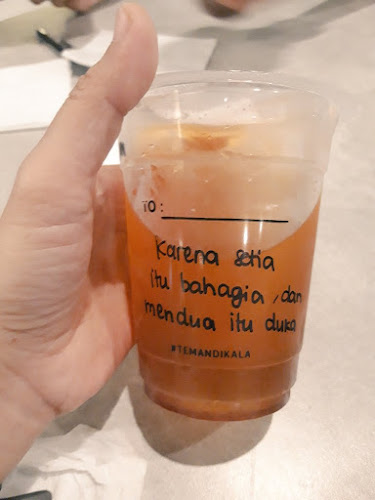 TO: 
Karena setia
itu bahagia, dan
mendua itu duka
#TEMANDIKALA